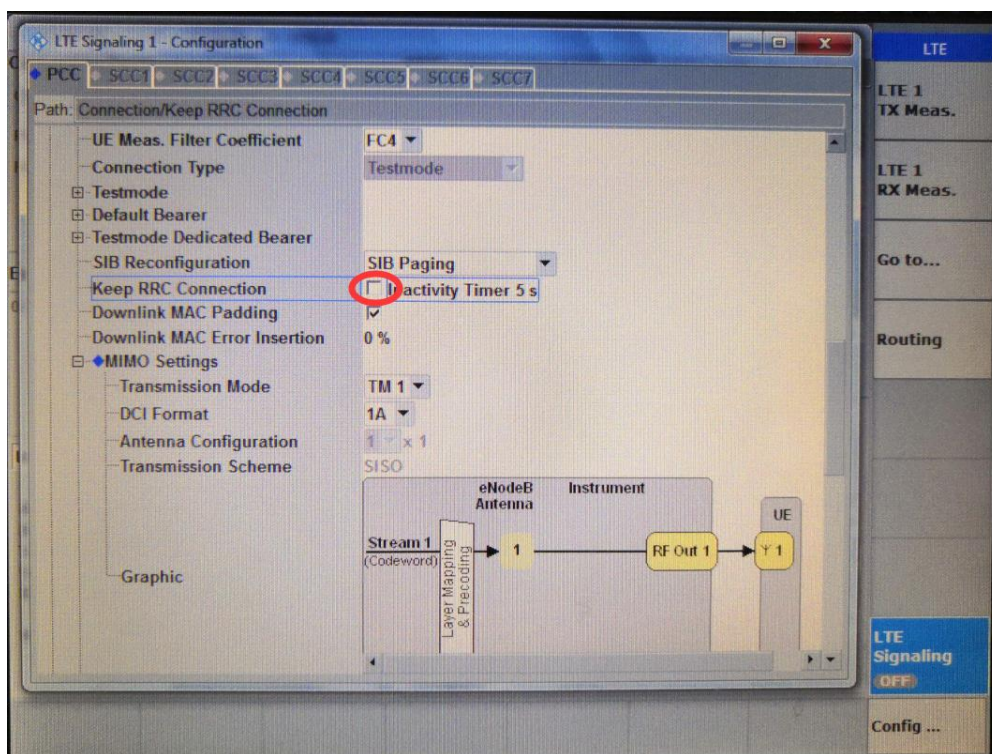 LTE Signaling 1 - Configuration
PCC SCC1 SCC2 SCC3 SCC4 SCC5 SCC6 SCC7
Path: Connection/Keep RRC Connection
UE Meas. Filter Coefficient FC4
Connection Type Testmode
Testmode
Default Bearer
Testmode Dedicated Bearer
SIB Reconfiguration SIB Paging
Keep RRC Connection Inactivity Timer 5 s
Downlink MAC Padding
Downlink MAC Error Insertion 0 %
MIMO Settings
Transmission Mode TM 1
DCI Format 1A
Antenna Configuration 1 x 1
Transmission Scheme SISO
Graphic
eNodeB
Antenna
Instrument
UE
Stream 1
(Codeword)
Layer Mapping
& Precoding
1
RF Out 1
1
LTE
LTE 1
TX Meas.
LTE 1
RX Meas.
Go to...
Routing
LTE
Signaling
OFF
Config ...